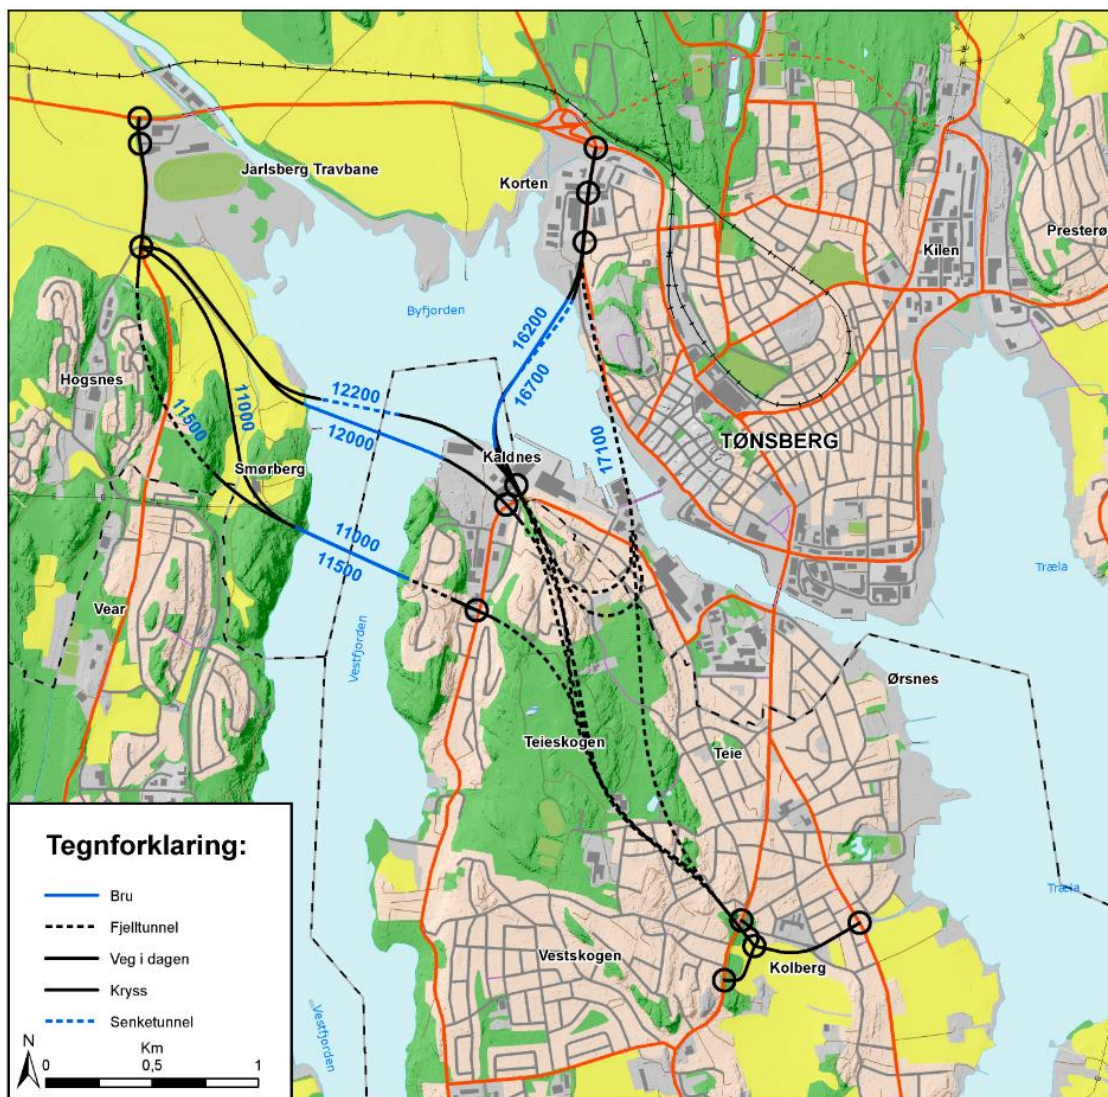 Jarlsberg Travbane
Korten
Kilen
Presterø
Byfjorden
16200
16700
Hogsnes
12200
12000
11000
11500
TØNSBERG
Kaldnes
17100
Smørberg
11000
11500
Vear
Vestfjorden
Træla
Ørsnes
Teieskogen
Teie
Træla
Vestskogen
Kolberg
Vestfjorden
Tegnforklaring:
Bru
Fjelltunnel
Veg i dagen
Kryss
Senketunnel
N
Km
0 0,5 1